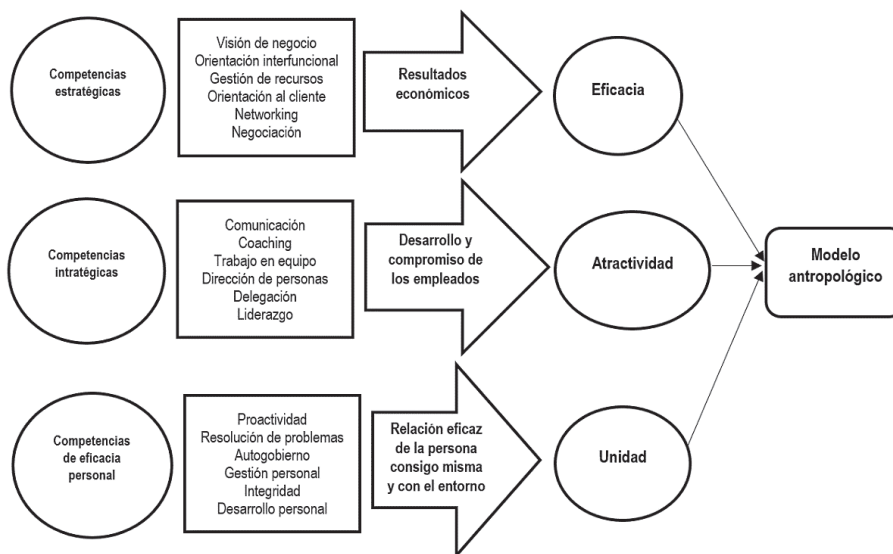 Competencias
estratégicas
Visión de negocio
Orientación interfuncional
Gestión de recursos
Orientación al cliente
Networking
Negociación
Resultados
económicos
Eficacia
Competencias
intratégicas
Comunicación
Coaching
Trabajo en equipo
Dirección de personas
Delegación
Liderazgo
Desarrollo y
compromiso de
los empleados
Atractividad
Modelo
antropológico
Competencias
de eficacia
personal
Proactividad
Resolución de problemas
Autogobierno
Gestión personal
Integridad
Desarrollo personal
Relación eficaz
de la persona
consigo misma
y con el entorno
Unidad